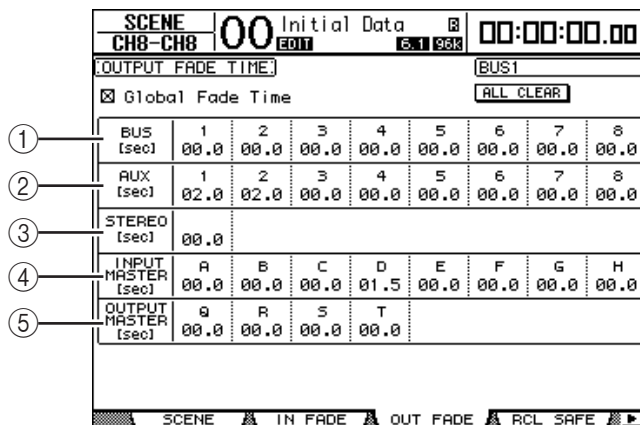 SCENE 00 Initial Data R 00:00:00.00
CH8-CH8 EDIT 6.1 96k
OUTPUT FADE TIME BUS1
Global Fade Time ALL CLEAR
① BUS [sec] 1 2 3 4 5 6 7 8
00.0 00.0 00.0 00.0 00.0 00.0 00.0 00.0
② AUX [sec] 1 2 3 4 5 6 7 8
02.0 02.0 00.0 00.0 00.0 00.0 00.0 00.0
③ STEREO [sec] 00.0
④ INPUT MASTER [sec] A B C D E F G H
00.0 00.0 00.0 01.5 00.0 00.0 00.0 00.0
⑤ OUTPUT MASTER [sec] Q R S T
00.0 00.0 00.0 00.0
SCENE IN FADE OUT FADE RCL SAFE